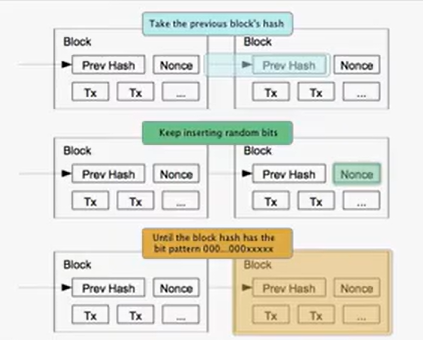 Take the previous block's hash
Block Block
Prev Hash Nonce Prev Hash Nonce
Tx Tx ... Tx Tx ...
Keep inserting random bits
Block Block
Prev Hash Nonce Prev Hash Nonce
Tx Tx ... Tx Tx ...
Until the block hash has the
bit pattern 000...000xxxxx
Block Block
Prev Hash Nonce Prev Hash Nonce
Tx Tx ... Tx Tx ...